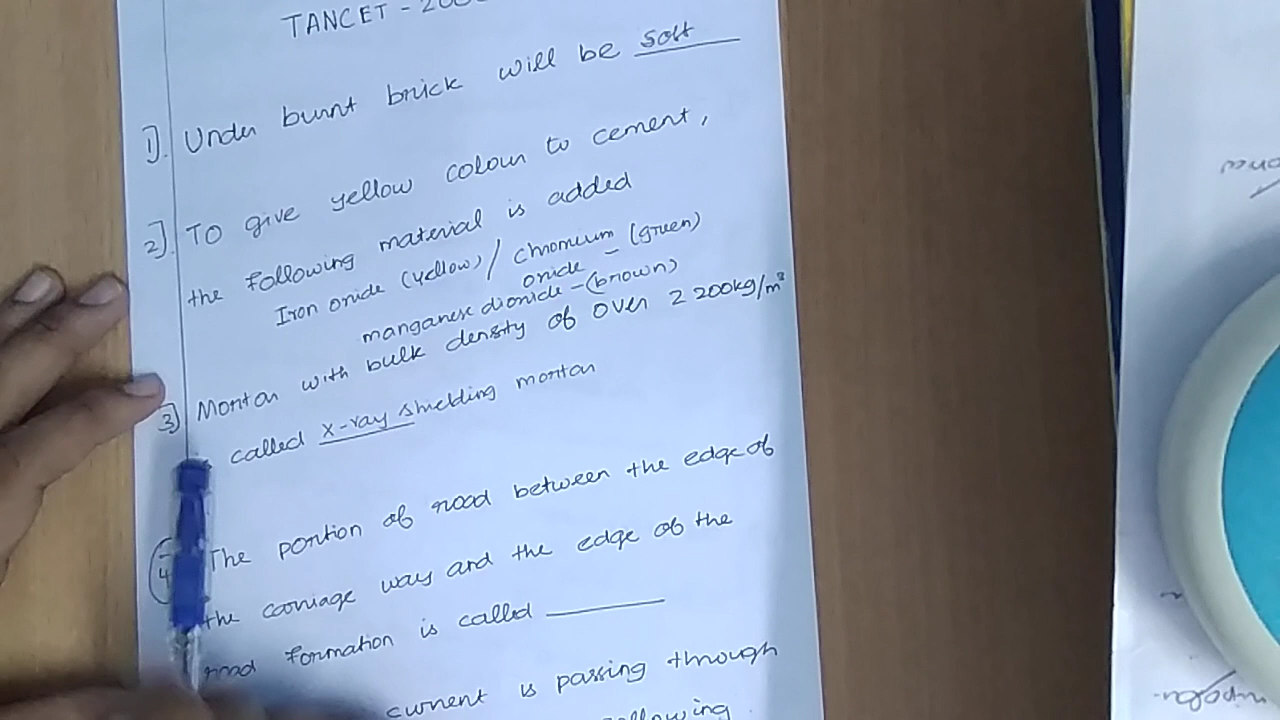 TANCET - 200
1). Under burnt brick will be soft
2). To give yellow colour to cement,
the following material is added
Iron oxide (yellow) / chromium oxide - (green)
manganese dioxide - (brown)
3) Mortar with bulk density of over 2200kg/m³
called x-ray shielding mortar
4 The portion of road between the edge of
the carriage way and the edge of the
road formation is called ______
current is passing through
following